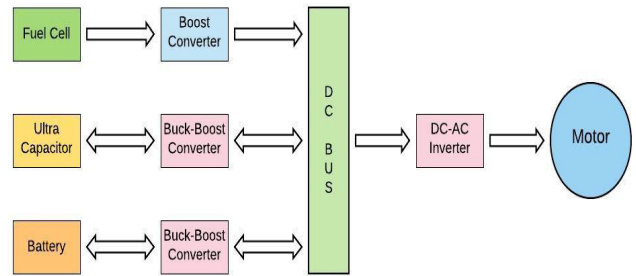 Fuel Cell
Boost
Converter
Ultra
Capacitor
Buck-Boost
Converter
Battery
Buck-Boost
Converter
D
C
B
U
S
DC-AC
Inverter
Motor